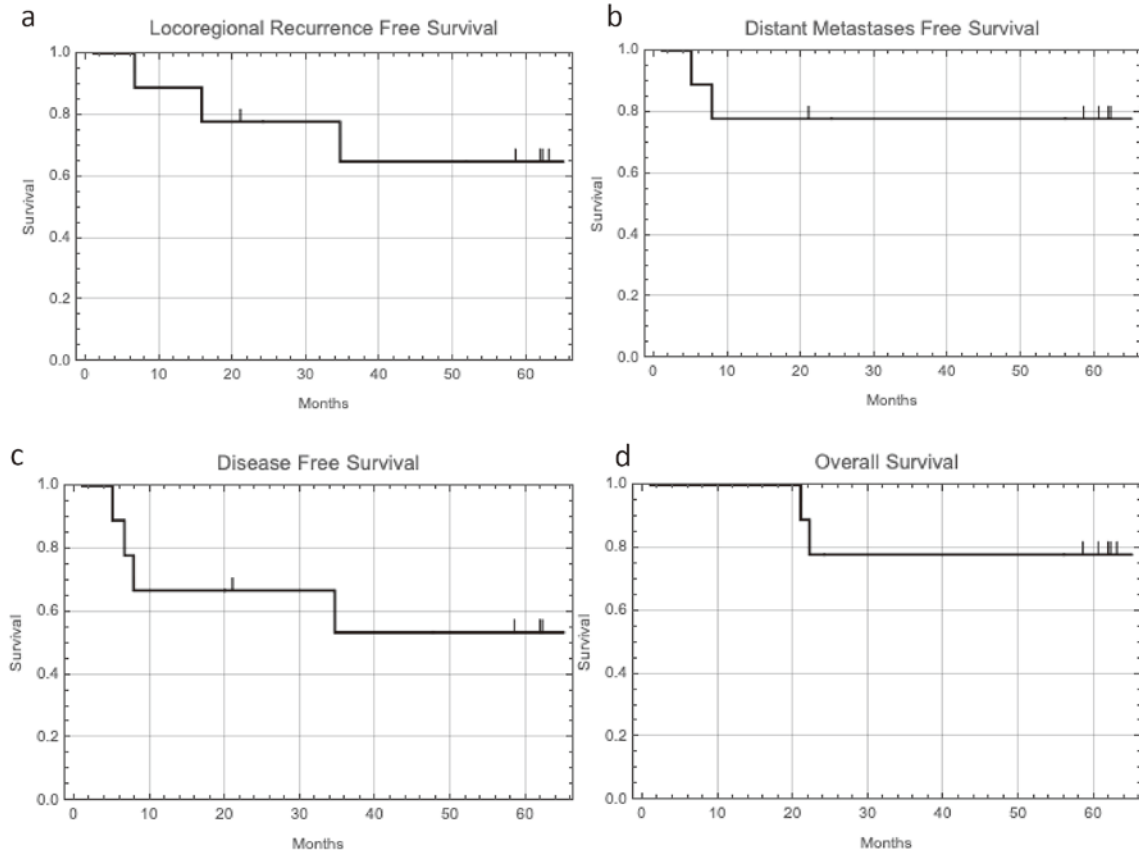 a
Locoregional Recurrence Free Survival
1.0
0.8
0.6
0.4
0.2
0.0
Survival
0 10 20 30 40 50 60
Months
b
Distant Metastases Free Survival
1.0
0.8
0.6
0.4
0.2
0.0
Survival
0 10 20 30 40 50 60
Months
c
Disease Free Survival
1.0
0.8
0.6
0.4
0.2
0.0
Survival
0 10 20 30 40 50 60
Months
d
Overall Survival
1.0
0.8
0.6
0.4
0.2
0.0
Survival
0 10 20 30 40 50 60
Months